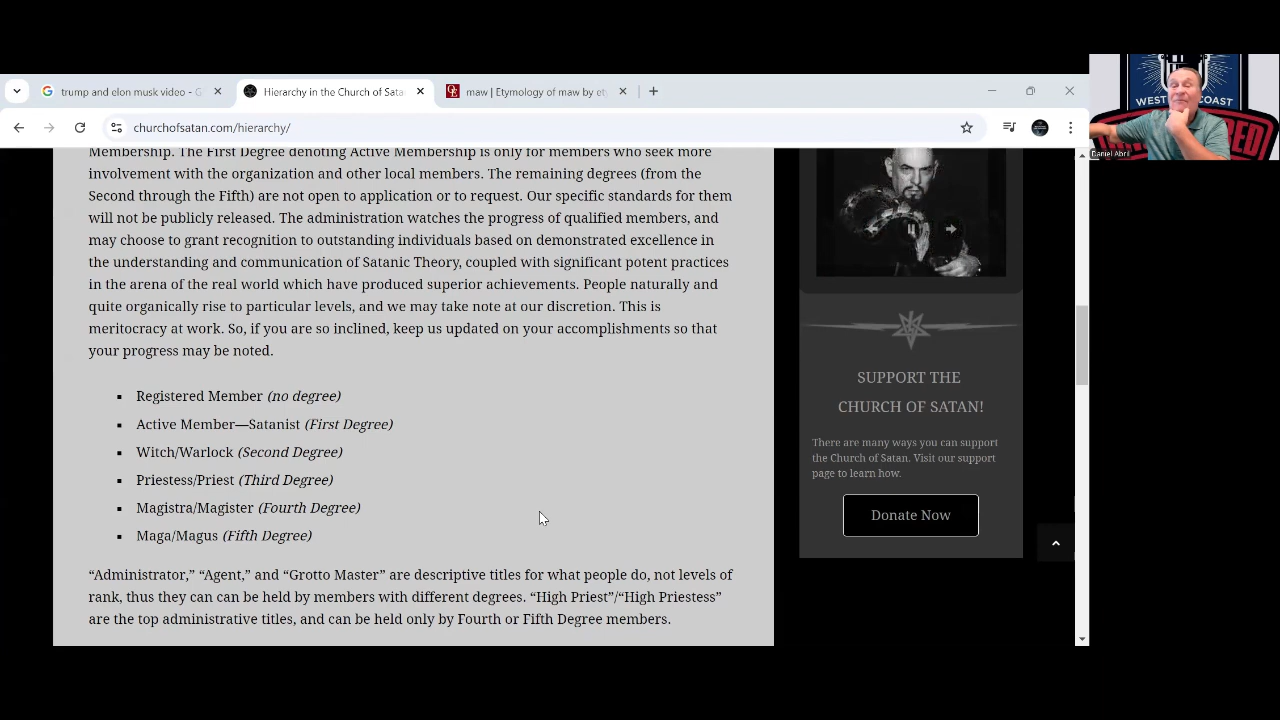 trump and elon musk video - G
Hierarchy in the Church of Sata
maw | Etymology of maw by ety
churchofsatan.com/hierarchy/
WEST COAST
Daniel Abril
Membership. The First Degree denoting Active Membership is only for members who seek more
involvement with the organization and other local members. The remaining degrees (from the
Second through the Fifth) are not open to application or to request. Our specific standards for them
will not be publicly released. The administration watches the progress of qualified members, and
may choose to grant recognition to outstanding individuals based on demonstrated excellence in
the understanding and communication of Satanic Theory, coupled with significant potent practices
in the arena of the real world which have produced superior achievements. People naturally and
quite organically rise to particular levels, and we may take note at our discretion. This is
meritocracy at work. So, if you are so inclined, keep us updated on your accomplishments so that
your progress may be noted.
Registered Member (no degree)
Active Member—Satanist (First Degree)
Witch/Warlock (Second Degree)
Priestess/Priest (Third Degree)
Magistra/Magister (Fourth Degree)
Maga/Magus (Fifth Degree)
“Administrator,” “Agent,” and “Grotto Master” are descriptive titles for what people do, not levels of
rank, thus they can can be held by members with different degrees. “High Priest”/“High Priestess”
are the top administrative titles, and can be held only by Fourth or Fifth Degree members.
SUPPORT THE
CHURCH OF SATAN!
There are many ways you can support
the Church of Satan. Visit our support
page to learn how.
Donate Now